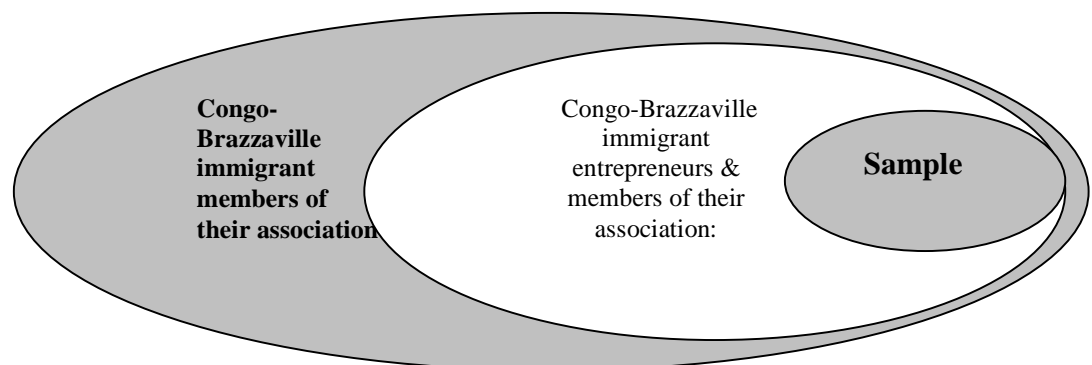 Congo-
Brazzaville
immigrant
members of
their association
Congo-Brazzaville
immigrant
entrepreneurs &
members of their
association:
Sample